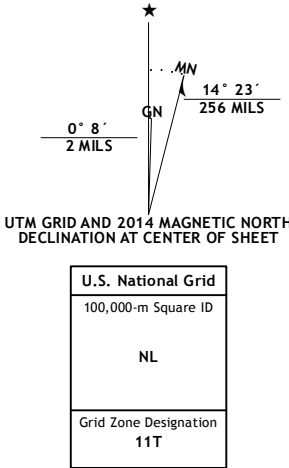 ★
MN
GN
14° 23´
256 MILS
0° 8´
2 MILS
UTM GRID AND 2014 MAGNETIC NORTH
DECLINATION AT CENTER OF SHEET
U.S. National Grid
100,000-m Square ID
NL
Grid Zone Designation
11T